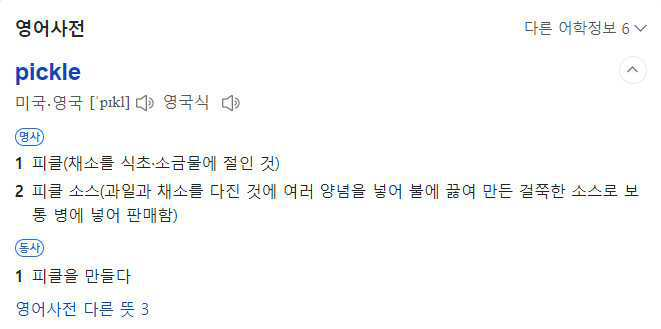 영어사전 다른 어학정보 6
pickle
미국·영국 [ˈpɪkl] 영국식
명사
1 피클(채소를 식초·소금물에 절인 것)
2 피클 소스(과일과 채소를 다진 것에 여러 양념을 넣어 불에 끓여 만든 걸쭉한 소스로 보
통 병에 넣어 판매함)
동사
1 피클을 만들다
영어사전 다른 뜻 3